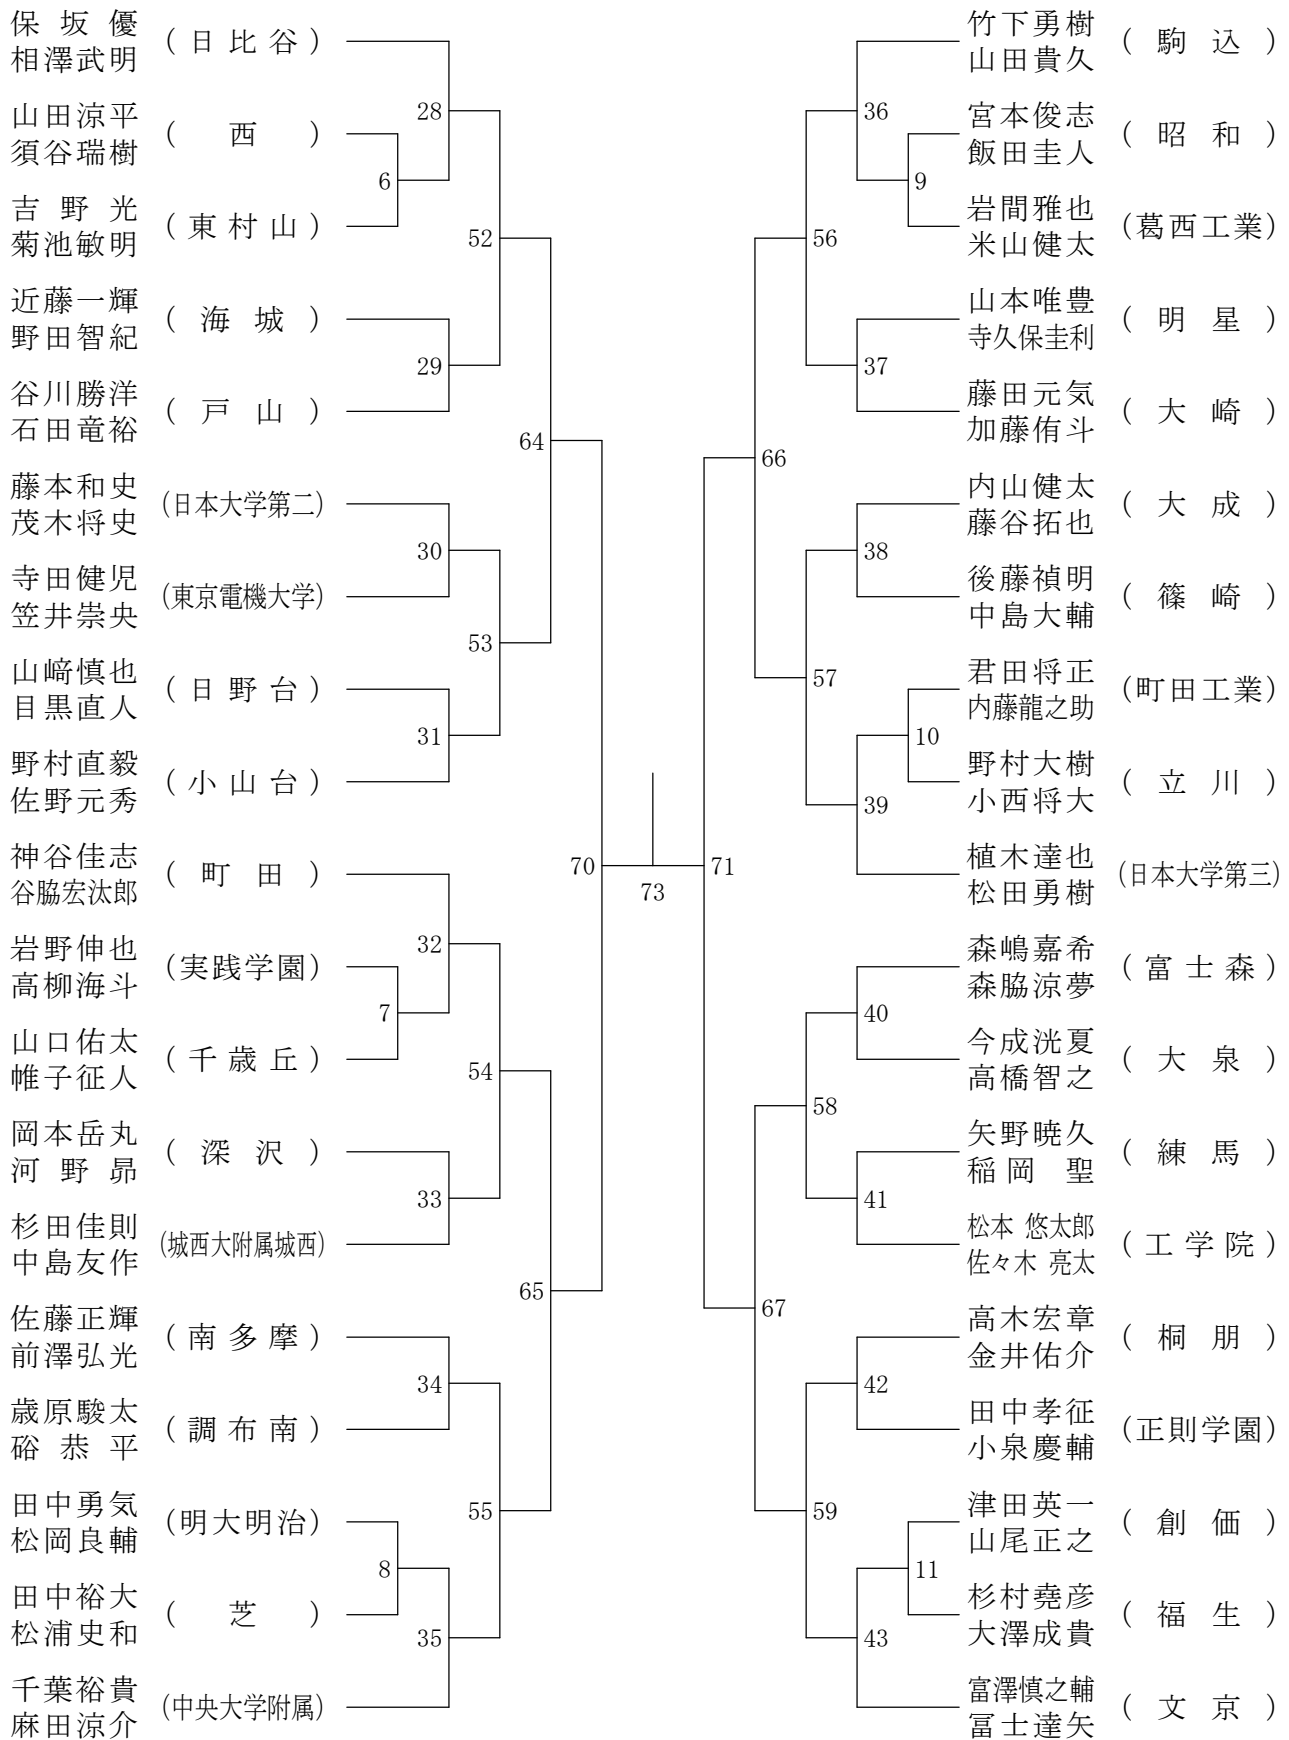 保坂優
相澤武明
(日比谷)
山田涼平
須谷瑞樹
(西)
吉野光
菊池敏明
(東村山)
近藤一輝
野田智紀
(海城)
谷川勝洋
石田竜裕
(戸山)
藤本和史
茂木将史
(日本大学第二)
寺田健児
笠井崇央
(東京電機大学)
山﨑慎也
目黒直人
(日野台)
野村直毅
佐野元秀
(小山台)
神谷佳志
谷脇宏汰郎
(町田)
岩野伸也
高柳海斗
(実践学園)
山口佑太
帷子征人
(千歳丘)
岡本岳丸
河野昴
(深沢)
杉田佳則
中島友作
(城西大附属城西)
佐藤正輝
前澤弘光
(南多摩)
歳原駿太
硲恭平
(調布南)
田中勇気
松岡良輔
(明大明治)
田中裕大
松浦史和
(芝)
千葉裕貴
麻田涼介
(中央大学附属)
28
6
52
29
64
30
53
31
70
32
7
54
33
65
34
55
8
35
73
71
36
9
56
37
66
38
57
10
39
40
58
41
67
42
59
11
43
竹下勇樹
山田貴久
(駒込)
宮本俊志
飯田圭人
(昭和)
岩間雅也
米山健太
(葛西工業)
山本唯豊
寺久保圭利
(明星)
藤田元気
加藤侑斗
(大崎)
内山健太
藤谷拓也
(大成)
後藤禎明
中島大輔
(篠崎)
君田将正
内藤龍之助
(町田工業)
野村大樹
小西将大
(立川)
植木達也
松田勇樹
(日本大学第三)
森嶋嘉希
森脇涼夢
(富士森)
今成洸夏
高橋智之
(大泉)
矢野暁久
稲岡 聖
(練馬)
松本 悠太郎
佐々木 亮太
(工学院)
高木宏章
金井佑介
(桐朋)
田中孝征
小泉慶輔
(正則学園)
津田英一
山尾正之
(創価)
杉村堯彦
大澤成貴
(福生)
富澤慎之輔
冨士達矢
(文京)